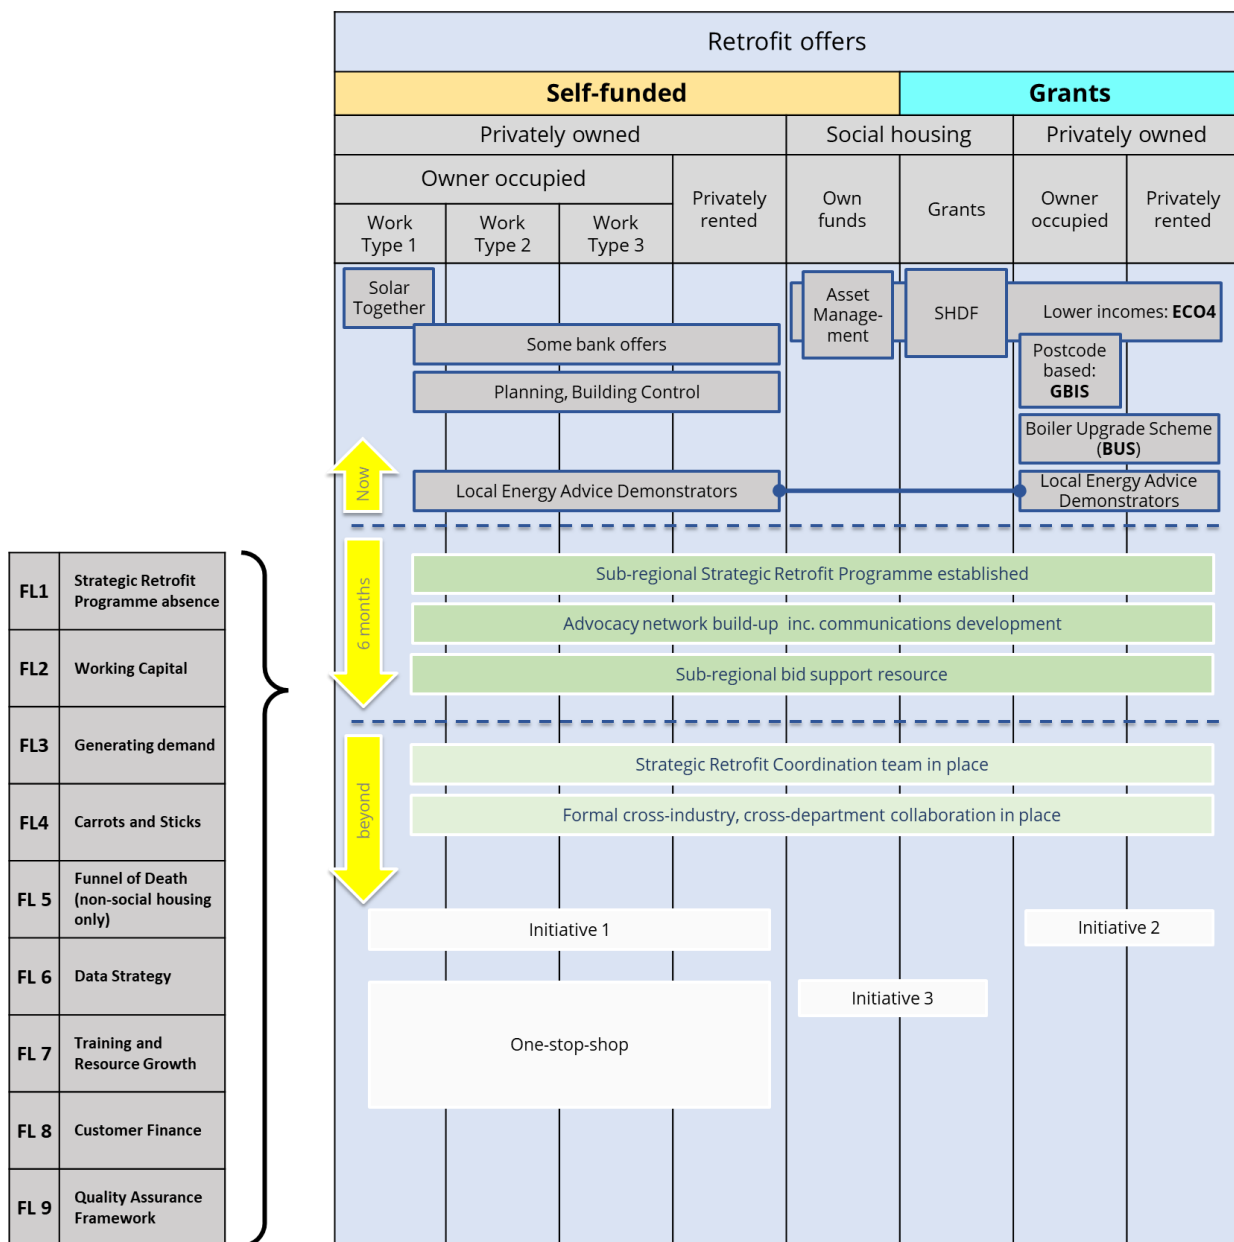 Retrofit offers
Self-funded
Grants
Privately owned
Social housing
Privately owned
Owner occupied
Privately
rented
Own
funds
Grants
Owner
occupied
Privately
rented
Work
Type 1
Work
Type 2
Work
Type 3
Solar
Together
Asset
Manage-
ment
SHDF
Lower incomes: ECO4
Some bank offers
Postcode
based:
GBIS
Planning, Building Control
Boiler Upgrade Scheme
(BUS)
Now
Local Energy Advice Demonstrators
Local Energy Advice
Demonstrators
6 months
Sub-regional Strategic Retrofit Programme established
Advocacy network build-up inc. communications development
Sub-regional bid support resource
beyond
Strategic Retrofit Coordination team in place
Formal cross-industry, cross-department collaboration in place
Initiative 1
Initiative 2
Initiative 3
One-stop-shop
FL1
Strategic Retrofit
Programme absence
FL2
Working Capital
FL3
Generating demand
FL4
Carrots and Sticks
FL 5
Funnel of Death
(non-social housing
only)
FL 6
Data Strategy
FL 7
Training and
Resource Growth
FL 8
Customer Finance
FL 9
Quality Assurance
Framework